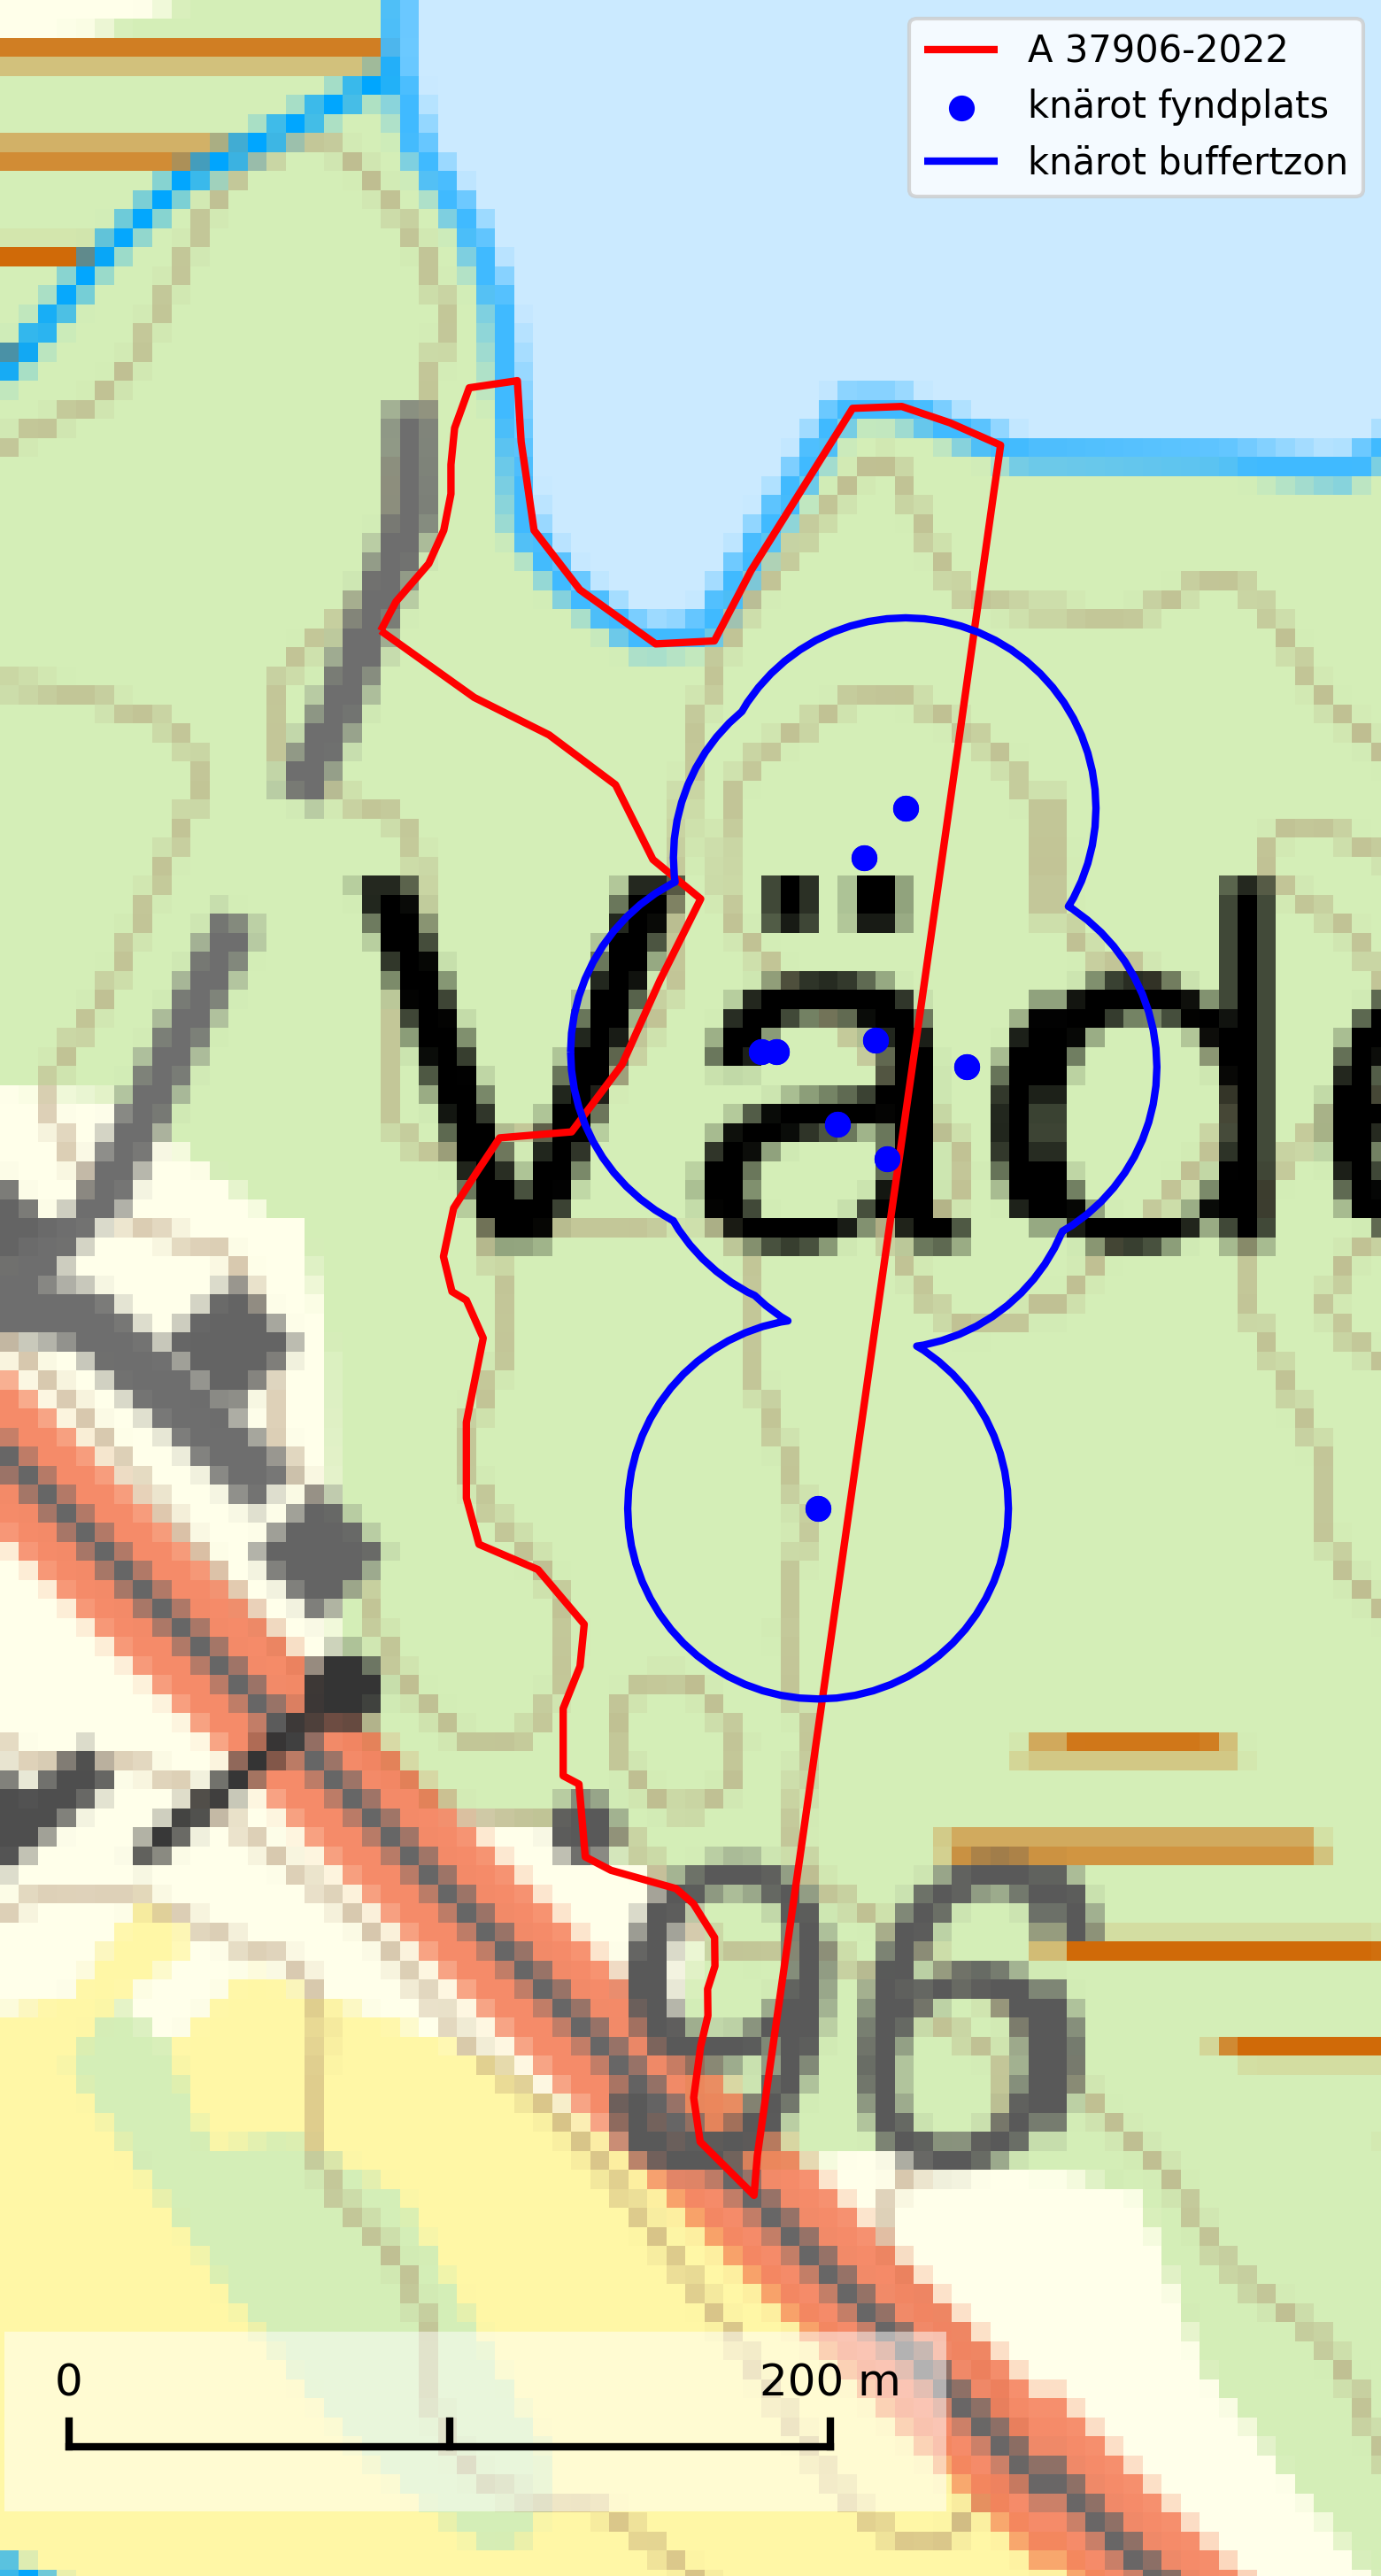 A 37906-2022
knärot fyndplats
knärot buffertzon
Väd
96
0
200 m